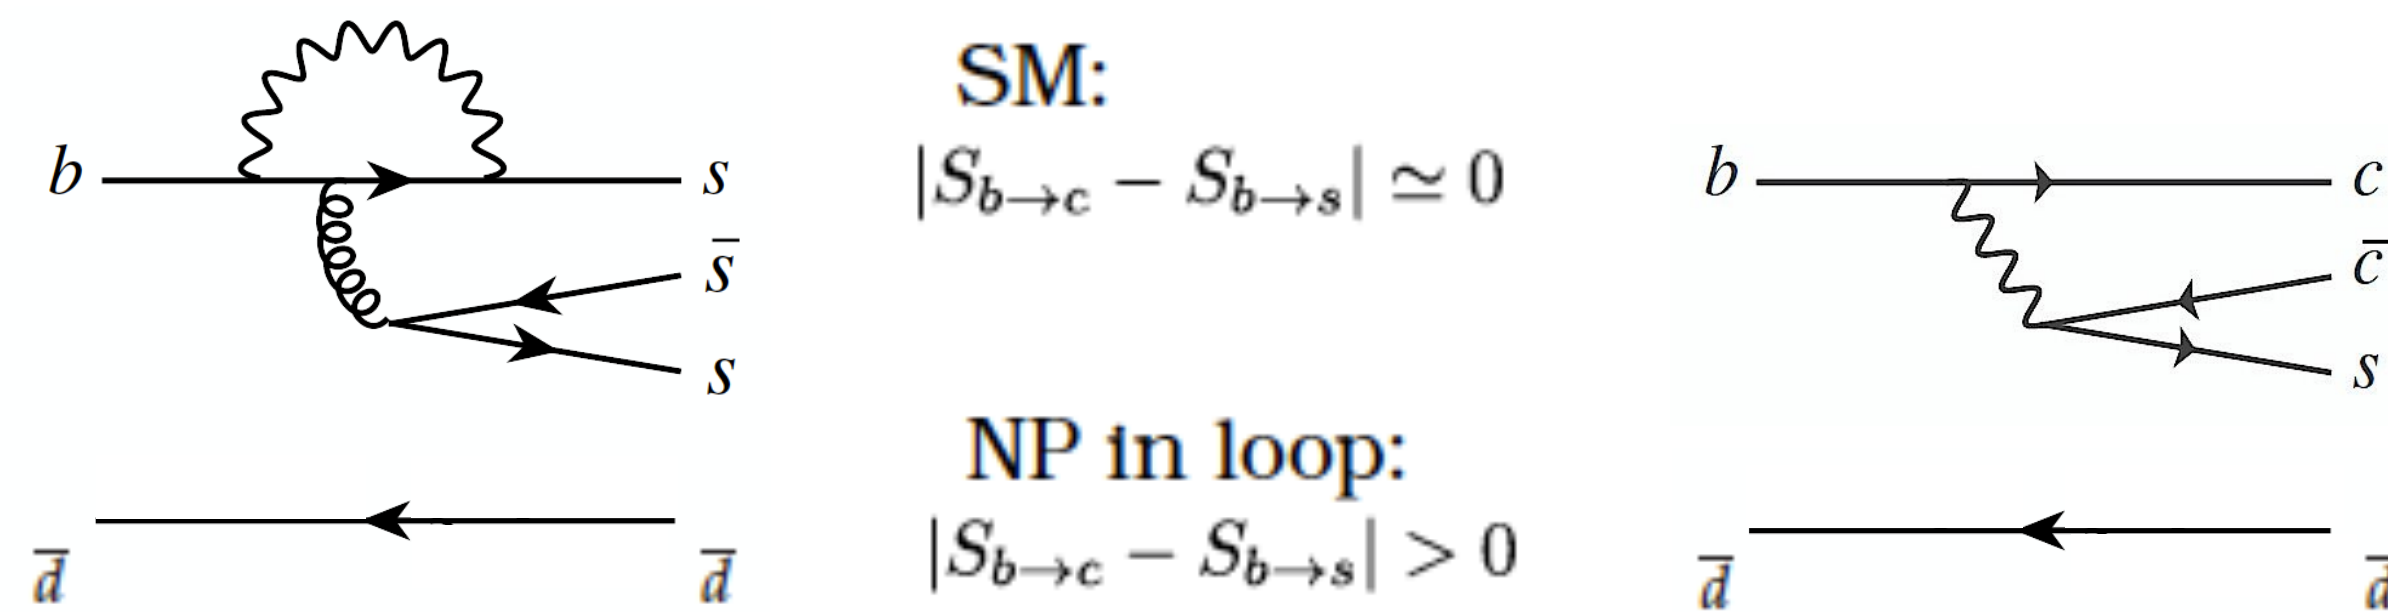 b
s
s̅
s
d̅
d̅
SM:
|S_{b→c} − S_{b→s}| ≃ 0
NP in loop:
|S_{b→c} − S_{b→s}| > 0
b
c
c̅
s
d̅
d̅